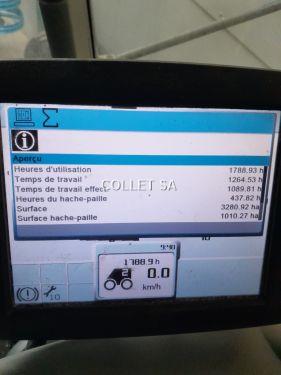 Aperçu
Heures d'utilisation 1788.93 h
Temps de travail 1264.53 h
Temps de travail effect 1089.81 h
COLLET SA
Heures du hache-paille 437.82 h
Surface 3280.92 ha
Surface hache-paille 1010.27 ha
1788.9 h
2
0.0
km/h
10